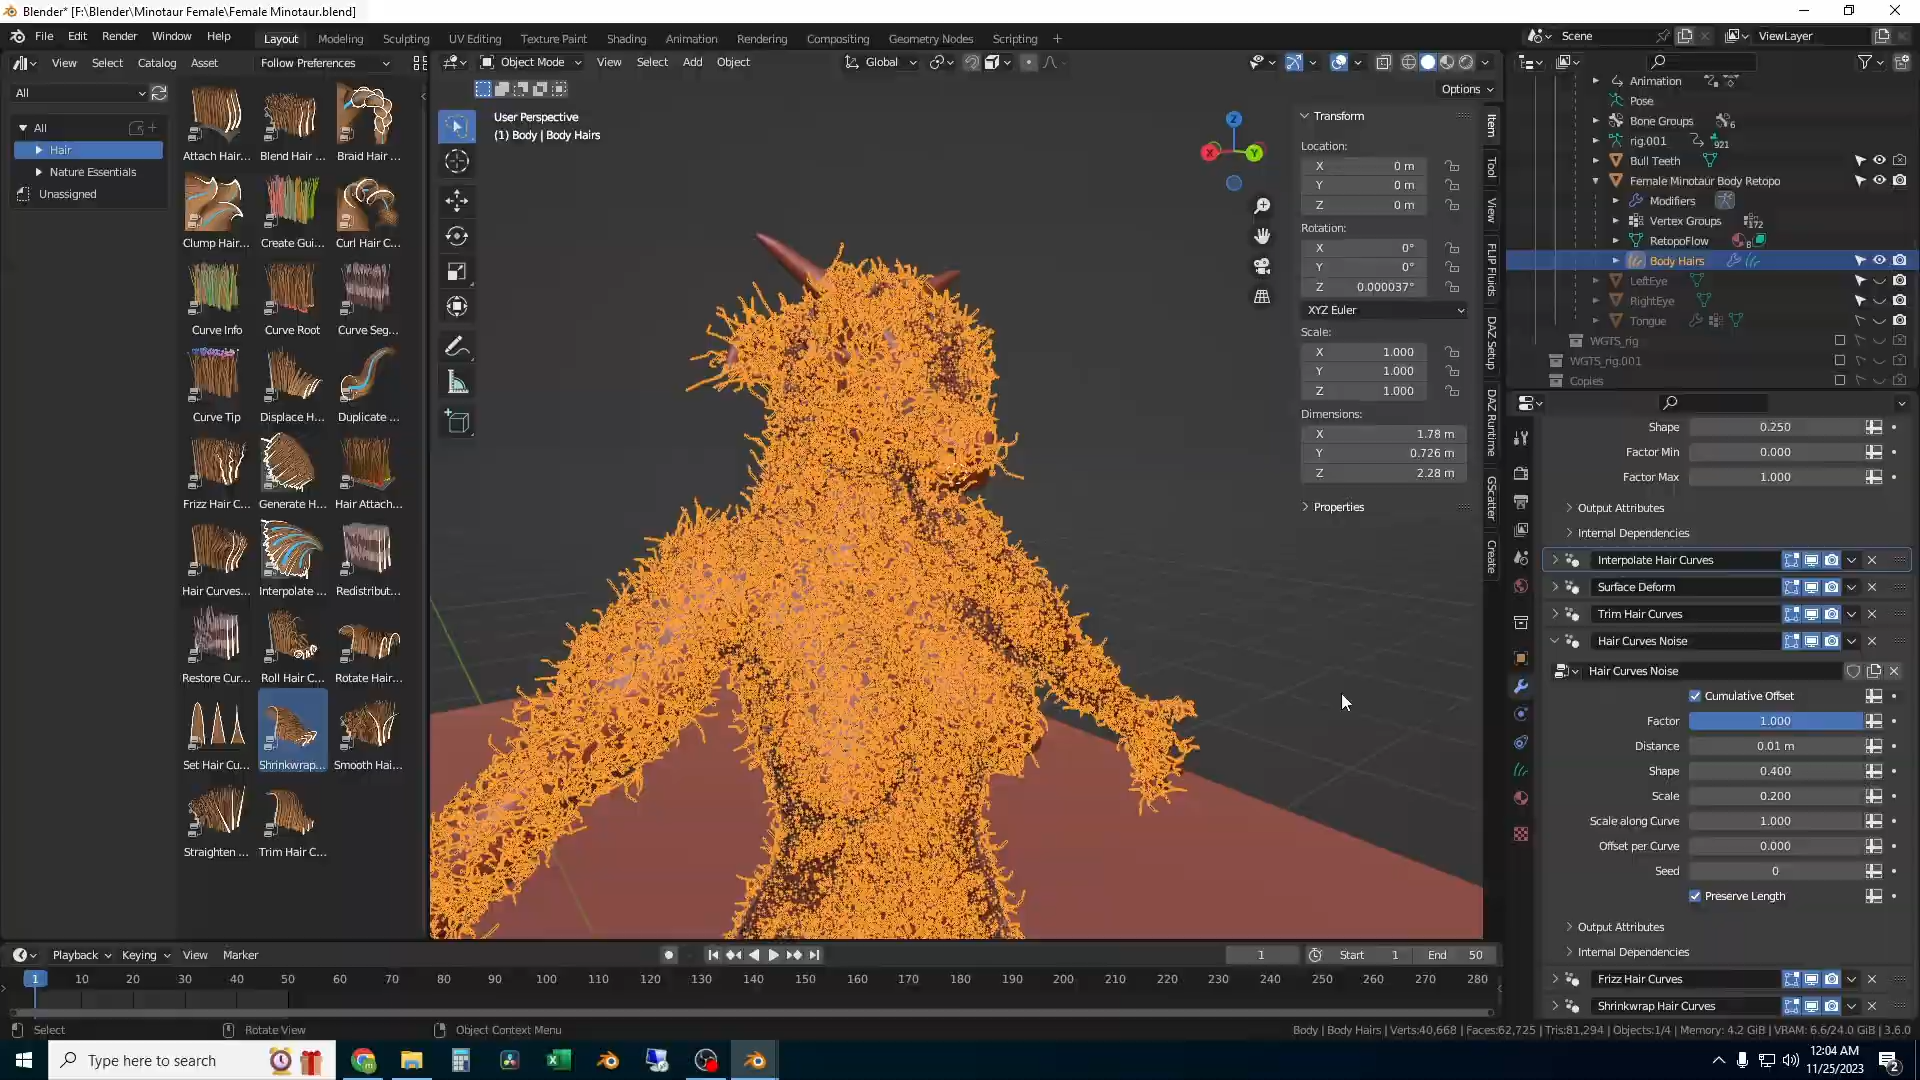 Blender* [F:\Blender\Minotaur Female\Female Minotaur.blend]
File Edit Render Window Help
Layout Modeling Sculpting UV Editing Texture Paint Shading Animation Rendering Compositing Geometry Nodes Scripting +
Scene
ViewLayer
View Select Catalog Asset Follow Preferences
Object Mode View Select Add Object
Global
Options
All
All
Hair
Nature Essentials
Unassigned
Attach Hair... Blend Hair ... Braid Hair ...
Clump Hair... Create Gui... Curl Hair C...
Curve Info Curve Root Curve Seg...
Curve Tip Displace H... Duplicate ...
Frizz Hair C... Generate H... Hair Attach...
Hair Curves... Interpolate ... Redistribut...
Restore Cur... Roll Hair C... Rotate Hair...
Set Hair Cu... Shrinkwrap... Smooth Hai...
Straighten ... Trim Hair C...
User Perspective
(1) Body | Body Hairs
Z
X
Y
Transform
Location:
X 0 m
Y 0 m
Z 0 m
Rotation:
X 0°
Y 0°
Z 0.000037°
XYZ Euler
Scale:
X 1.000
Y 1.000
Z 1.000
Dimensions:
X 1.78 m
Y 0.726 m
Z 2.28 m
Properties
Item
Tool
View
FLIP Fluids
DAZ Setup
DAZ Runtime
GScatter
Create
Animation
Pose
Bone Groups 6
rig.001 921
Bull Teeth
Female Minotaur Body Retopo
Modifiers
Vertex Groups 172
RetopoFlow 8
Body Hairs
LeftEye
RightEye
Tongue
WGTS_rig
WGTS_rig.001
Copies
Shape 0.250
Factor Min 0.000
Factor Max 1.000
Output Attributes
Internal Dependencies
Interpolate Hair Curves
Surface Deform
Trim Hair Curves
Hair Curves Noise
Hair Curves Noise
Cumulative Offset
Factor 1.000
Distance 0.01 m
Shape 0.400
Scale 0.200
Scale along Curve 1.000
Offset per Curve 0.000
Seed 0
Preserve Length
Output Attributes
Internal Dependencies
Frizz Hair Curves
Shrinkwrap Hair Curves
Playback Keying View Marker
1 Start 1 End 50
1 10 20 30 40 50 60 70 80 90 100 110 120 130 140 150 160 170 180 190 200 210 220 230 240 250 260 270 280
Select Rotate View Object Context Menu
Body | Body Hairs | Verts:40,668 | Faces:62,725 | Tris:81,294 | Objects:1/4 | Memory: 4.2 GiB | VRAM: 6.6/24.0 GiB | 3.6.0
Type here to search
12:04 AM
11/25/2023
2